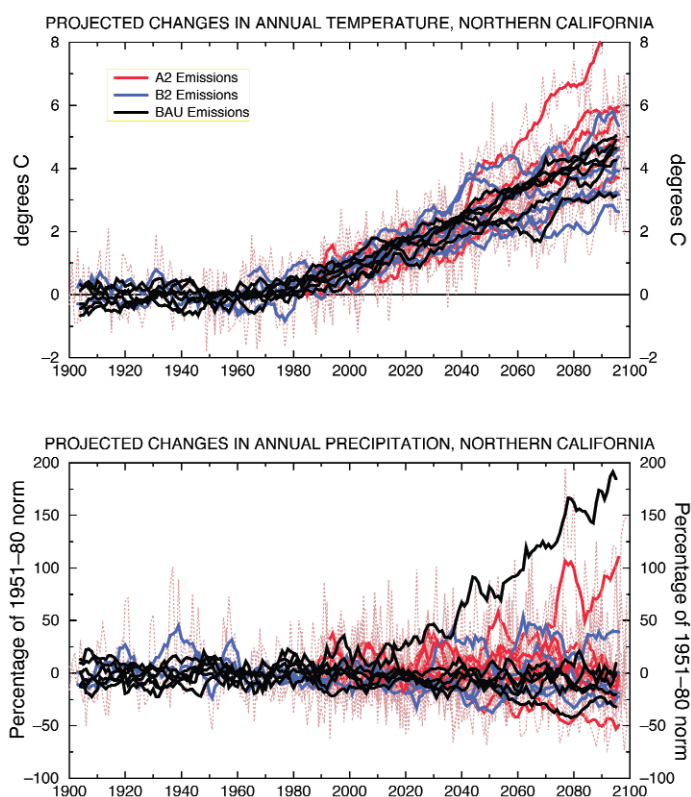 PROJECTED CHANGES IN ANNUAL TEMPERATURE, NORTHERN CALIFORNIA
8 8
A2 Emissions
B2 Emissions
BAU Emissions
6 6
degrees C degrees C
4 4
2 2
0 0
–2 –2
1900 1920 1940 1960 1980 2000 2020 2040 2060 2080 2100
PROJECTED CHANGES IN ANNUAL PRECIPITATION, NORTHERN CALIFORNIA
200 200
150 150
100 100
Percentage of 1951–80 norm Percentage of 1951–80 norm
50 50
0 0
–50 –50
–100 –100
1900 1920 1940 1960 1980 2000 2020 2040 2060 2080 2100